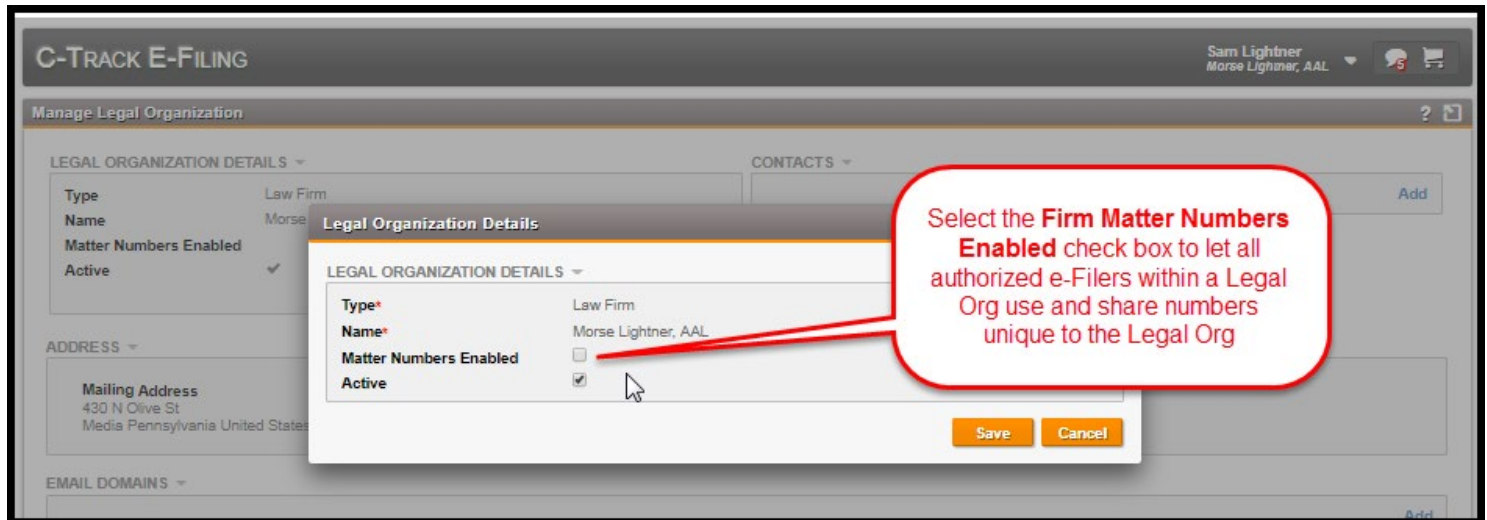 C-TRACK E-FILING
Sam Lightner
Morse Lightner, AAL
5
Manage Legal Organization
?
LEGAL ORGANIZATION DETAILS
CONTACTS
Type Law Firm
Add
Name Morse
Matter Numbers Enabled
Active
Legal Organization Details
LEGAL ORGANIZATION DETAILS
Type* Law Firm
Name* Morse Lightner, AAL
Matter Numbers Enabled
Active
Save Cancel
Select the Firm Matter Numbers
Enabled check box to let all
authorized e-Filers within a Legal
Org use and share numbers
unique to the Legal Org
ADDRESS
Mailing Address
430 N Olive St
Media Pennsylvania United States
EMAIL DOMAINS
Add